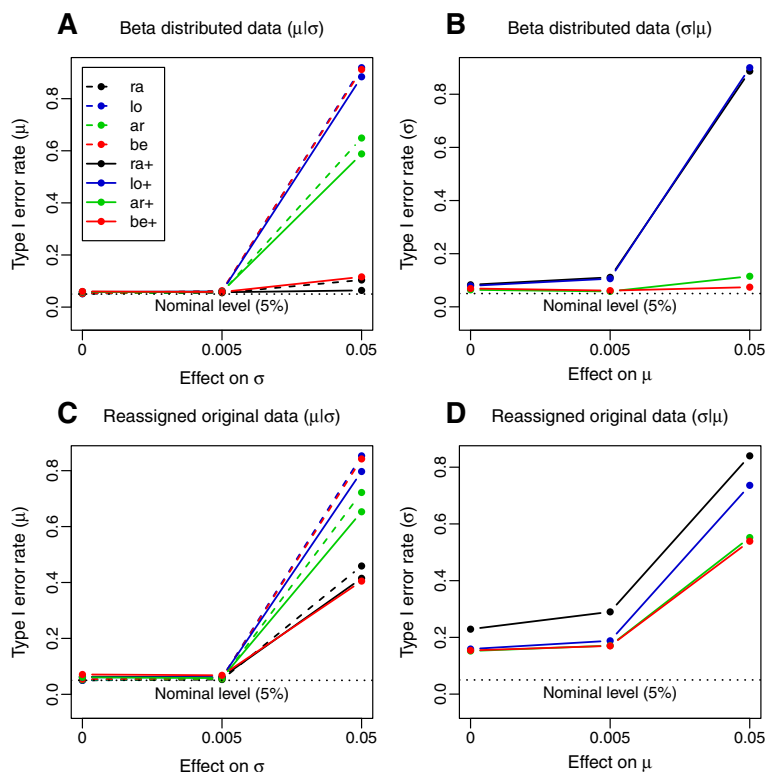 A Beta distributed data (μ|σ)
Type I error rate (μ)
0.0 0.2 0.4 0.6 0.8
ra
lo
ar
be
ra+
lo+
ar+
be+
Nominal level (5%)
0 0.005 0.05
Effect on σ
B Beta distributed data (σ|μ)
Type I error rate (σ)
0.0 0.2 0.4 0.6 0.8
Nominal level (5%)
0 0.005 0.05
Effect on μ
C Reassigned original data (μ|σ)
Type I error rate (μ)
0.0 0.2 0.4 0.6 0.8
Nominal level (5%)
0 0.005 0.05
Effect on σ
D Reassigned original data (σ|μ)
Type I error rate (σ)
0.0 0.2 0.4 0.6 0.8
Nominal level (5%)
0 0.005 0.05
Effect on μ